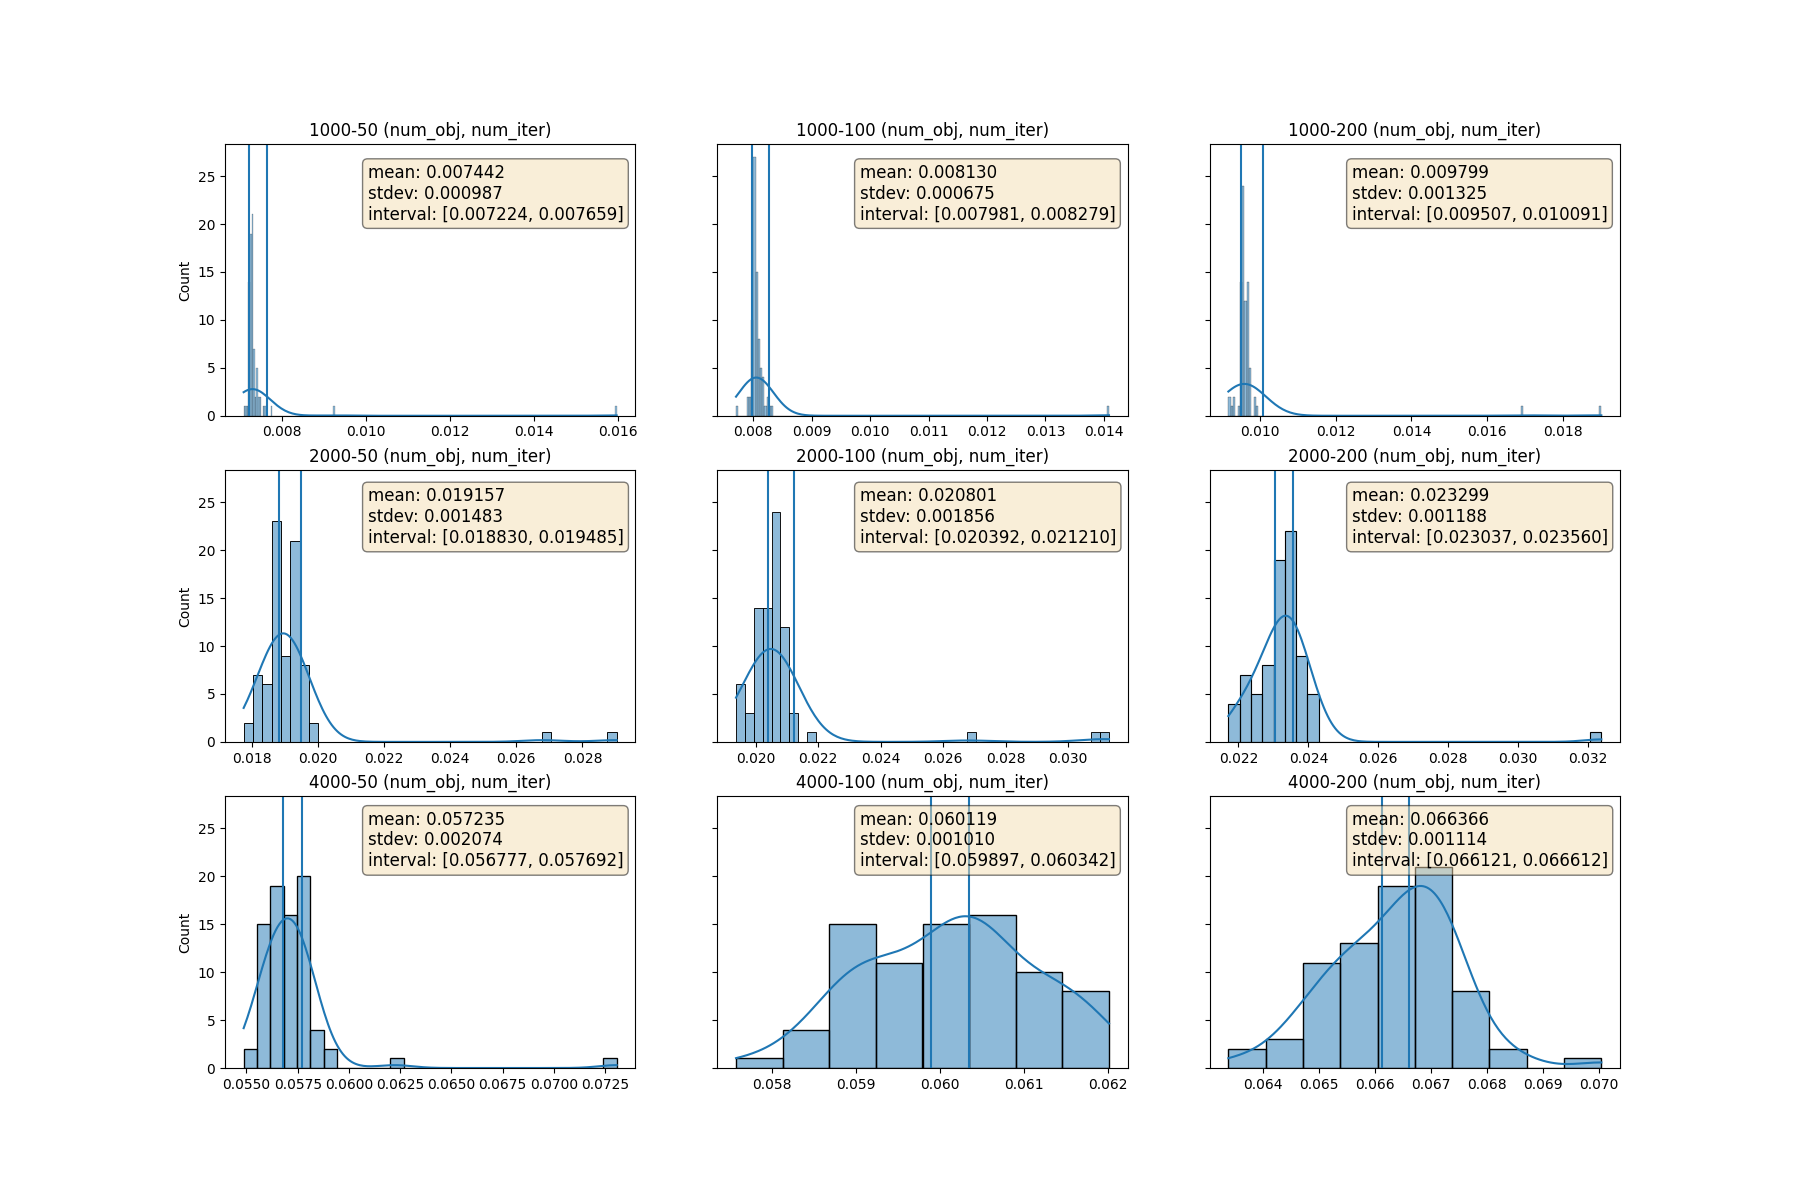 1000-50 (num_obj, num_iter)
mean: 0.007442
stdev: 0.000987
interval: [0.007224, 0.007659]
Count
25
20
15
10
5
0
0.008 0.010 0.012 0.014 0.016
1000-100 (num_obj, num_iter)
mean: 0.008130
stdev: 0.000675
interval: [0.007981, 0.008279]
0.008 0.009 0.010 0.011 0.012 0.013 0.014
1000-200 (num_obj, num_iter)
mean: 0.009799
stdev: 0.001325
interval: [0.009507, 0.010091]
0.010 0.012 0.014 0.016 0.018
2000-50 (num_obj, num_iter)
mean: 0.019157
stdev: 0.001483
interval: [0.018830, 0.019485]
Count
25
20
15
10
5
0
0.018 0.020 0.022 0.024 0.026 0.028
2000-100 (num_obj, num_iter)
mean: 0.020801
stdev: 0.001856
interval: [0.020392, 0.021210]
0.020 0.022 0.024 0.026 0.028 0.030
2000-200 (num_obj, num_iter)
mean: 0.023299
stdev: 0.001188
interval: [0.023037, 0.023560]
0.022 0.024 0.026 0.028 0.030 0.032
4000-50 (num_obj, num_iter)
mean: 0.057235
stdev: 0.002074
interval: [0.056777, 0.057692]
Count
25
20
15
10
5
0
0.0550 0.0575 0.0600 0.0625 0.0650 0.0675 0.0700 0.0725
4000-100 (num_obj, num_iter)
mean: 0.060119
stdev: 0.001010
interval: [0.059897, 0.060342]
0.058 0.059 0.060 0.061 0.062
4000-200 (num_obj, num_iter)
mean: 0.066366
stdev: 0.001114
interval: [0.066121, 0.066612]
0.064 0.065 0.066 0.067 0.068 0.069 0.070